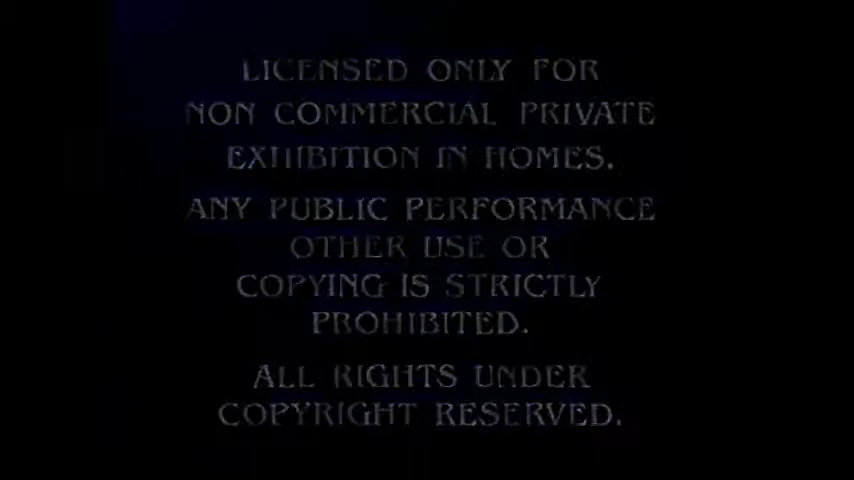 LICENSED ONLY FOR
NON COMMERCIAL PRIVATE
EXHIBITION IN HOMES.
ANY PUBLIC PERFORMANCE
OTHER USE OR
COPYING IS STRICTLY
PROHIBITED.
ALL RIGHTS UNDER
COPYRIGHT RESERVED.